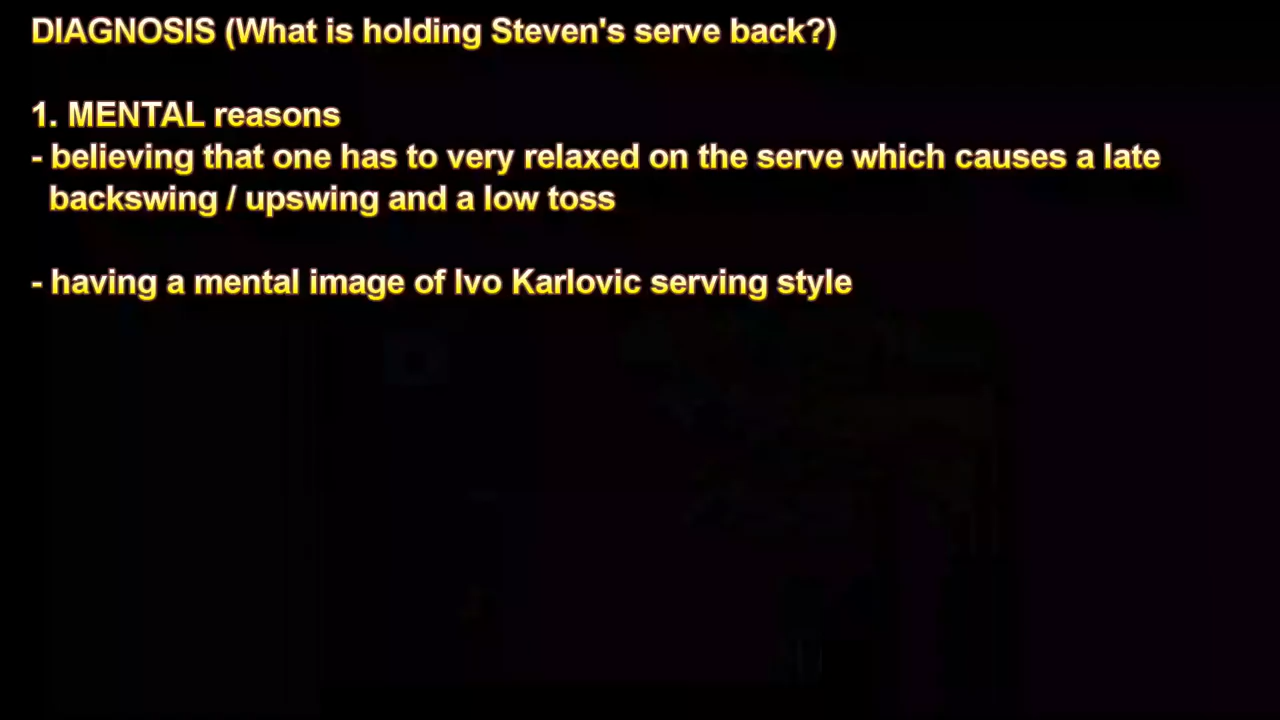 DIAGNOSIS (What is holding Steven's serve back?)
1. MENTAL reasons
- believing that one has to very relaxed on the serve which causes a late
backswing / upswing and a low toss
- having a mental image of Ivo Karlovic serving style